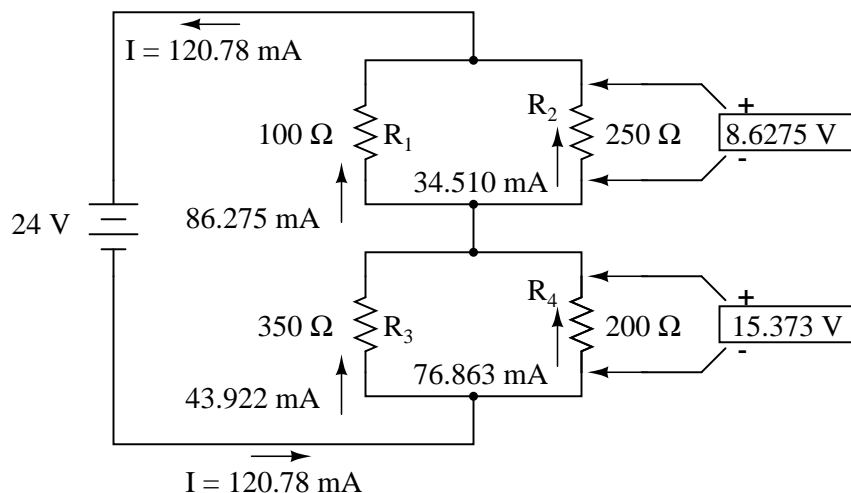 I = 120.78 mA
R2
+
100 Ω R1
250 Ω
8.6275 V
-
34.510 mA
86.275 mA
24 V
R4
+
350 Ω R3
200 Ω
15.373 V
-
76.863 mA
43.922 mA
I = 120.78 mA